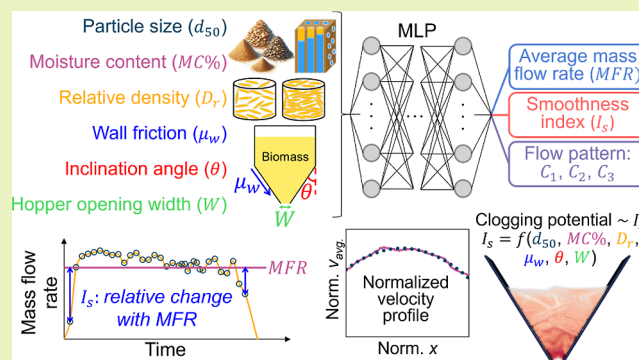 Particle size (d50)
Moisture content (MC%)
Relative density (Dr)
Wall friction (μw)
Inclination angle (θ)
Hopper opening width (W)
Biomass
μw
θ
W
MLP
Average mass
flow rate (MFR)
Smoothness
index (Is)
Flow pattern:
C1, C2, C3
Mass flow
rate
MFR
Is: relative change
with MFR
Time
Norm. vavg.
Normalized
velocity
profile
Norm. x
Clogging potential ~ I
Is = f(d50, MC%, Dr,
μw, θ, W)